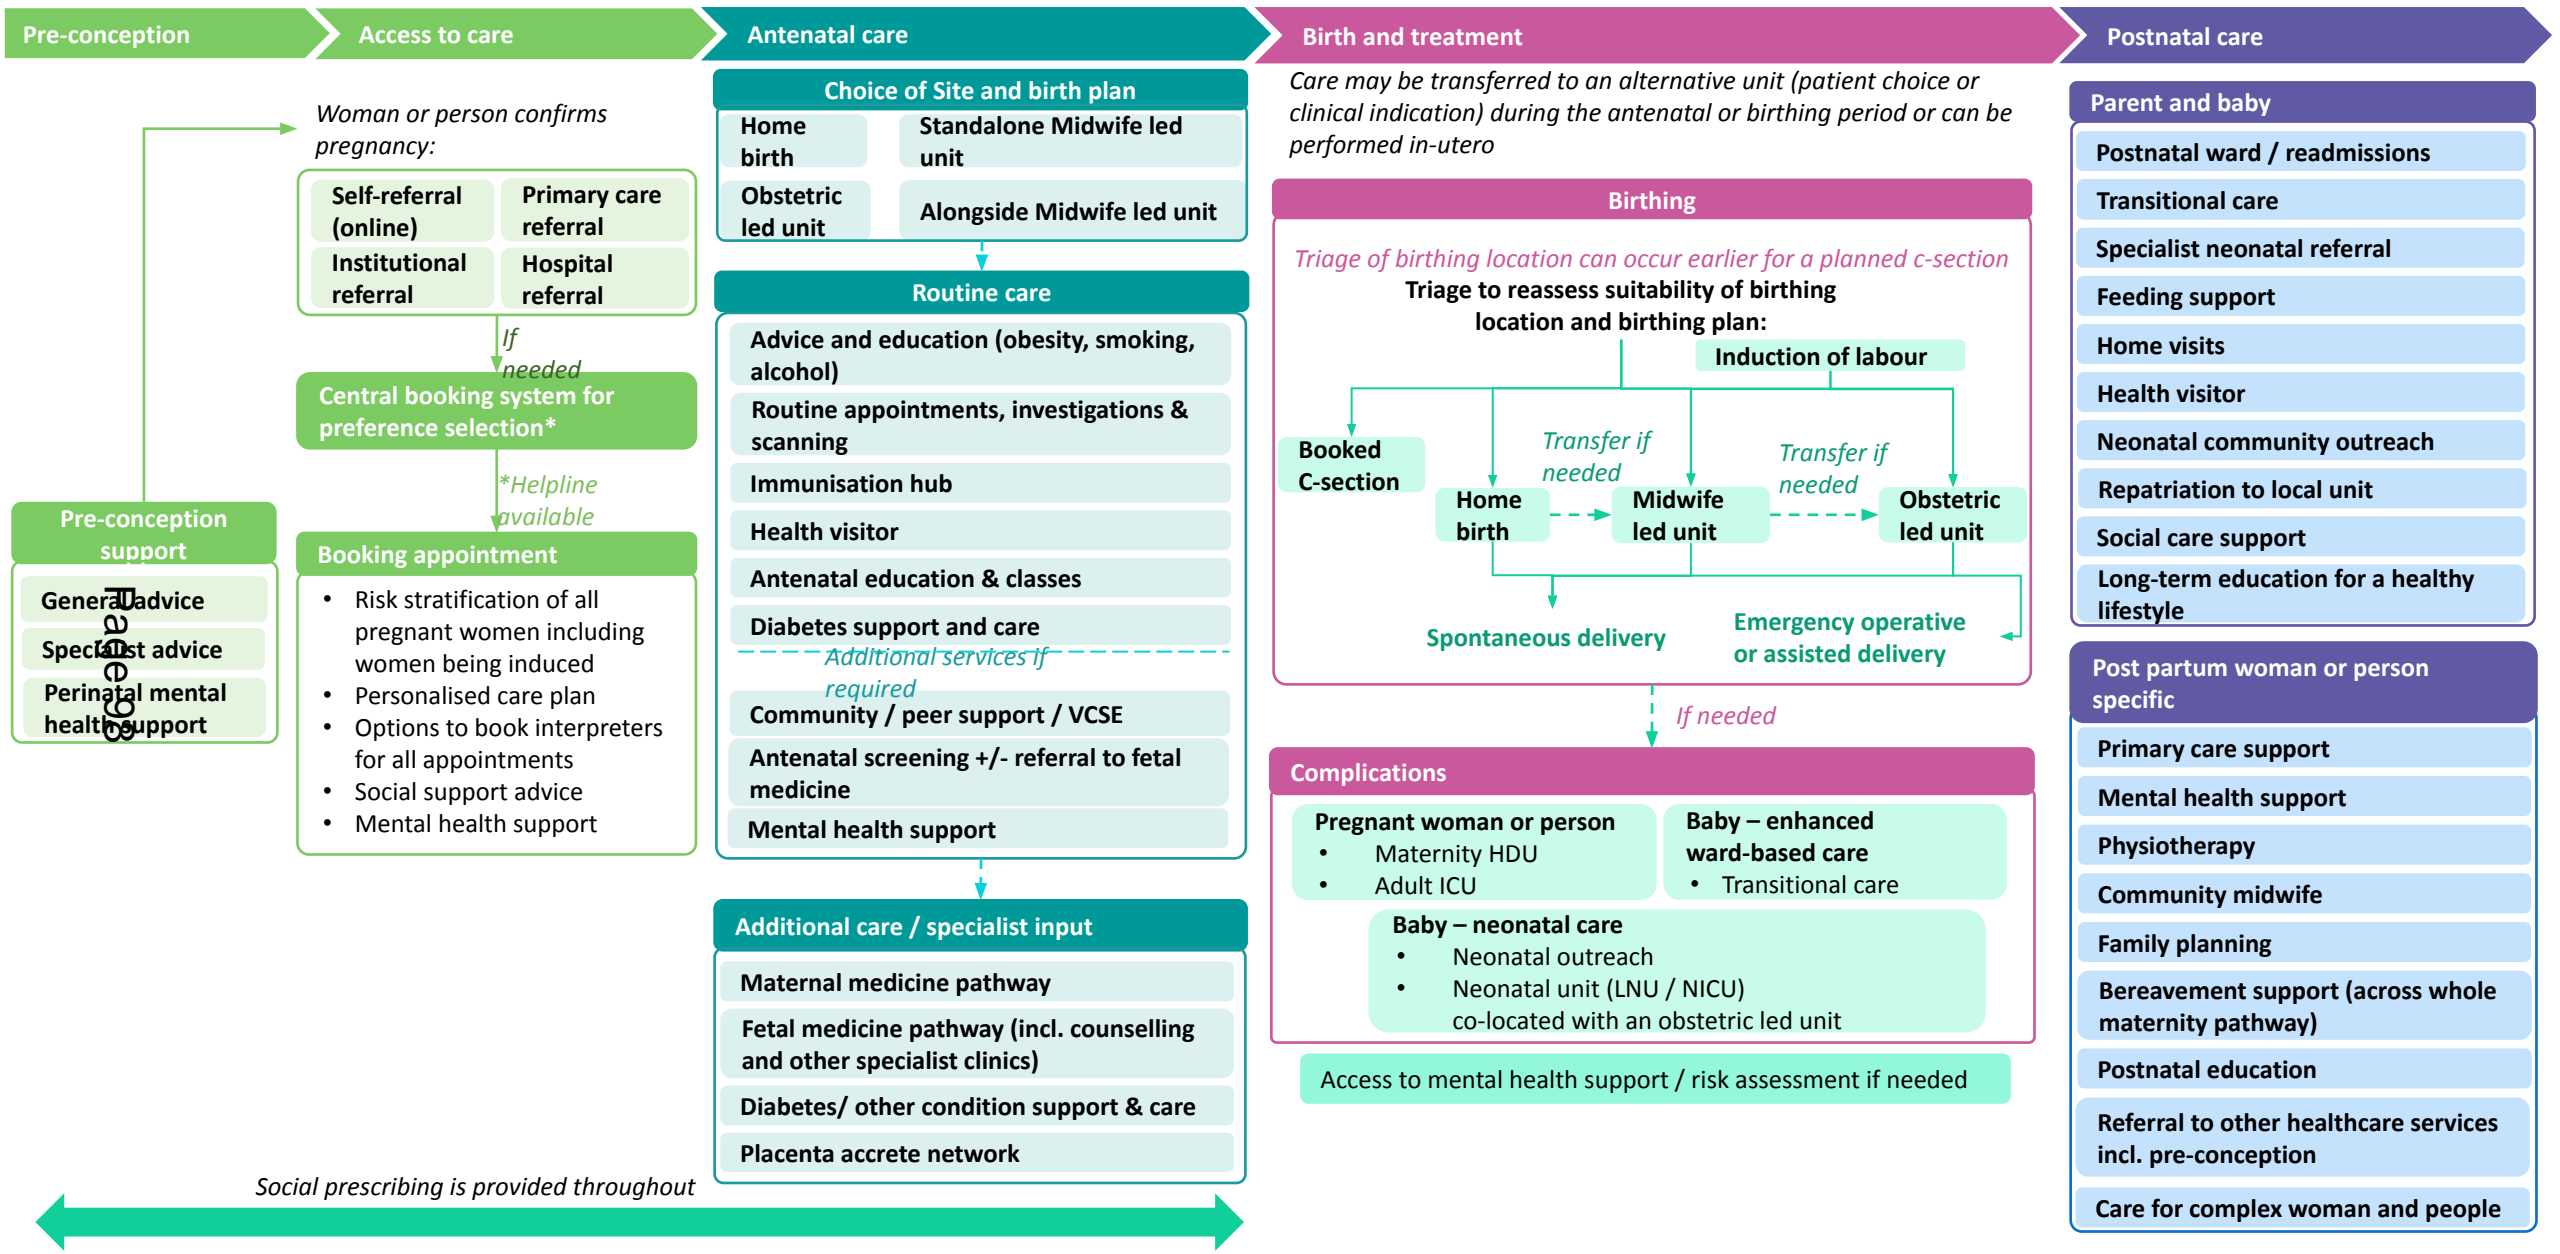 Pre-conception
Access to care
Antenatal care
Birth and treatment
Postnatal care
Pre-conception
support
General advice
Specialist advice
Perinatal mental
health support
Page 98
Woman or person confirms
pregnancy:
Self-referral
(online)
Primary care
referral
Institutional
referral
Hospital
referral
If
needed
Central booking system for
preference selection*
*Helpline
available
Booking appointment
• Risk stratification of all
pregnant women including
women being induced
• Personalised care plan
• Options to book interpreters
for all appointments
• Social support advice
• Mental health support
Social prescribing is provided throughout
Choice of Site and birth plan
Home
birth
Standalone Midwife led
unit
Obstetric
led unit
Alongside Midwife led unit
Routine care
Advice and education (obesity, smoking,
alcohol)
Routine appointments, investigations &
scanning
Immunisation hub
Health visitor
Antenatal education & classes
Diabetes support and care
Additional services if
required
Community / peer support / VCSE
Antenatal screening +/- referral to fetal
medicine
Mental health support
Additional care / specialist input
Maternal medicine pathway
Fetal medicine pathway (incl. counselling
and other specialist clinics)
Diabetes/ other condition support & care
Placenta accrete network
Care may be transferred to an alternative unit (patient choice or
clinical indication) during the antenatal or birthing period or can be
performed in-utero
Birthing
Triage of birthing location can occur earlier for a planned c-section
Triage to reassess suitability of birthing
location and birthing plan:
Induction of labour
Booked
C-section
Transfer if
needed
Transfer if
needed
Home
birth
Midwife
led unit
Obstetric
led unit
Spontaneous delivery
Emergency operative
or assisted delivery
If needed
Complications
Pregnant woman or person
• Maternity HDU
• Adult ICU
Baby – enhanced
ward-based care
• Transitional care
Baby – neonatal care
• Neonatal outreach
• Neonatal unit (LNU / NICU)
co-located with an obstetric led unit
Access to mental health support / risk assessment if needed
Parent and baby
Postnatal ward / readmissions
Transitional care
Specialist neonatal referral
Feeding support
Home visits
Health visitor
Neonatal community outreach
Repatriation to local unit
Social care support
Long-term education for a healthy
lifestyle
Post partum woman or person
specific
Primary care support
Mental health support
Physiotherapy
Community midwife
Family planning
Bereavement support (across whole
maternity pathway)
Postnatal education
Referral to other healthcare services
incl. pre-conception
Care for complex woman and people